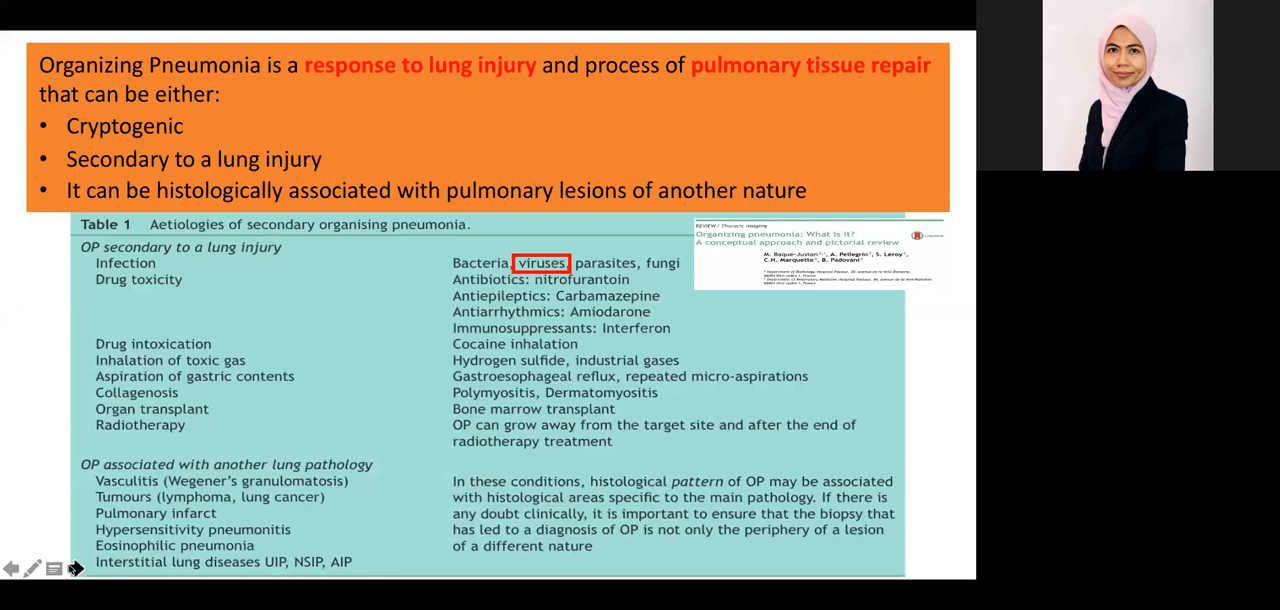 Organizing Pneumonia is a response to lung injury and process of pulmonary tissue repair
that can be either:
• Cryptogenic
• Secondary to a lung injury
• It can be histologically associated with pulmonary lesions of another nature
Table 1 Aetiologies of secondary organising pneumonia.
REVIEW / Thoracic imaging
Organizing pneumonia: What is it?
A conceptual approach and pictorial review
M. Baque-Juston, A. Pellegrin, S. Leroy,
C.H. Marquette, B. Padovani
OP secondary to a lung injury
Infection Bacteria, viruses, parasites, fungi
Drug toxicity Antibiotics: nitrofurantoin
Antiepileptics: Carbamazepine
Antiarrhythmics: Amiodarone
Immunosuppressants: Interferon
Drug intoxication Cocaine inhalation
Inhalation of toxic gas Hydrogen sulfide, industrial gases
Aspiration of gastric contents Gastroesophageal reflux, repeated micro-aspirations
Collagenosis Polymyositis, Dermatomyositis
Organ transplant Bone marrow transplant
Radiotherapy OP can grow away from the target site and after the end of
radiotherapy treatment
OP associated with another lung pathology
Vasculitis (Wegener's granulomatosis) In these conditions, histological pattern of OP may be associated
Tumours (lymphoma, lung cancer) with histological areas specific to the main pathology. If there is
Pulmonary infarct any doubt clinically, it is important to ensure that the biopsy that
Hypersensitivity pneumonitis has led to a diagnosis of OP is not only the periphery of a lesion
Eosinophilic pneumonia of a different nature
Interstitial lung diseases UIP, NSIP, AIP